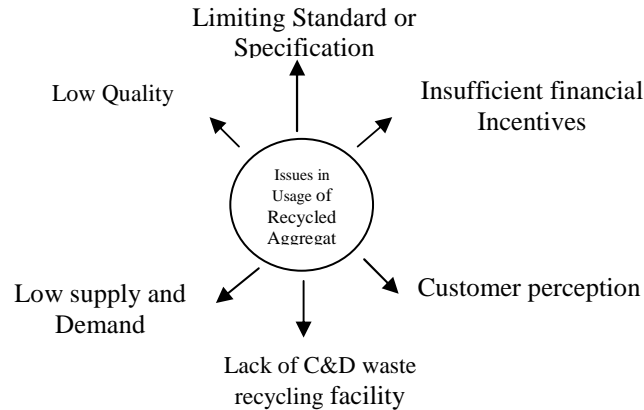 Limiting Standard or
Specification
Low Quality
Insufficient financial
Incentives
Issues in
Usage of
Recycled
Aggregat
Low supply and
Demand
Customer perception
Lack of C&D waste
recycling facility